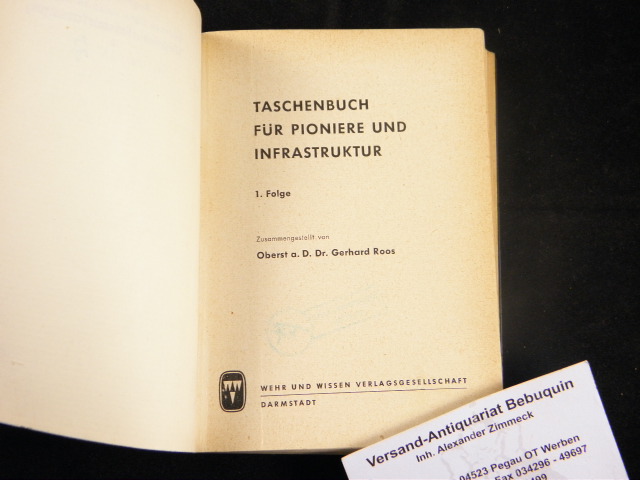 TASCHENBUCH
FÜR PIONIERE UND
INFRASTRUKTUR
1. Folge
Zusammengestellt von
Oberst a. D. Dr. Gerhard Roos
WEHR UND WISSEN VERLAGSGESELLSCHAFT
DARMSTADT
Versand-Antiquariat Bebuquin
Inh. Alexander Zimmeck
04523 Pegau OT Werben
Fax 034296 - 49697
499